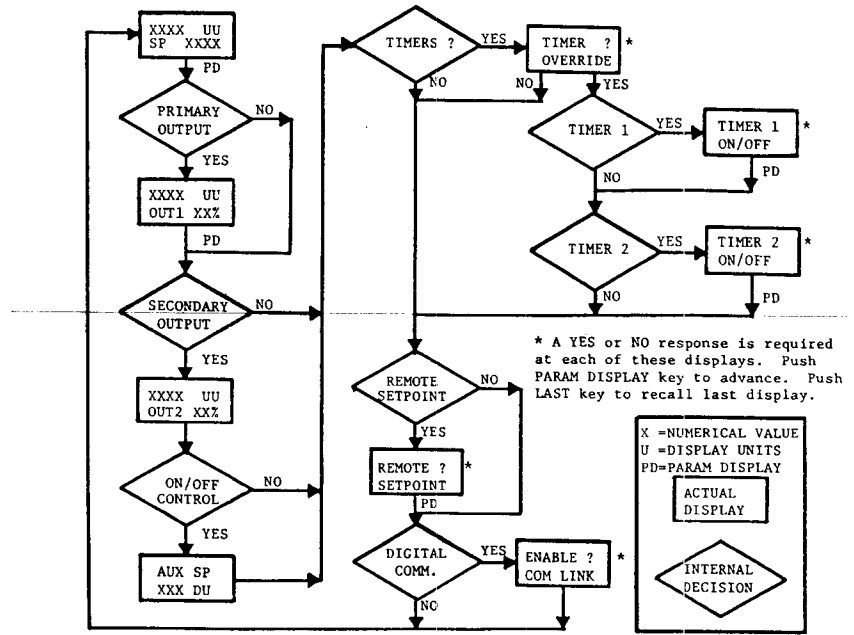 XXXX UU
SP XXXX
PD
PRIMARY
OUTPUT
NO
YES
XXXX UU
OUT1 XX%
PD
SECONDARY
OUTPUT
NO
YES
XXXX UU
OUT2 XX%
ON/OFF
CONTROL
NO
YES
AUX SP
XXX DU
TIMERS ?
YES
NO
TIMER ?
OVERRIDE
*
NO
YES
TIMER 1
YES
NO
TIMER 1
ON/OFF
*
PD
TIMER 2
YES
NO
TIMER 2
ON/OFF
*
PD
REMOTE
SETPOINT
NO
YES
REMOTE ?
SETPOINT
*
PD
DIGITAL
COMM.
YES
NO
ENABLE ?
COM LINK
*
* A YES or NO response is required
at each of these displays. Push
PARAM DISPLAY key to advance. Push
LAST key to recall last display.
X =NUMERICAL VALUE
U =DISPLAY UNITS
PD=PARAM DISPLAY
ACTUAL
DISPLAY
INTERNAL
DECISION